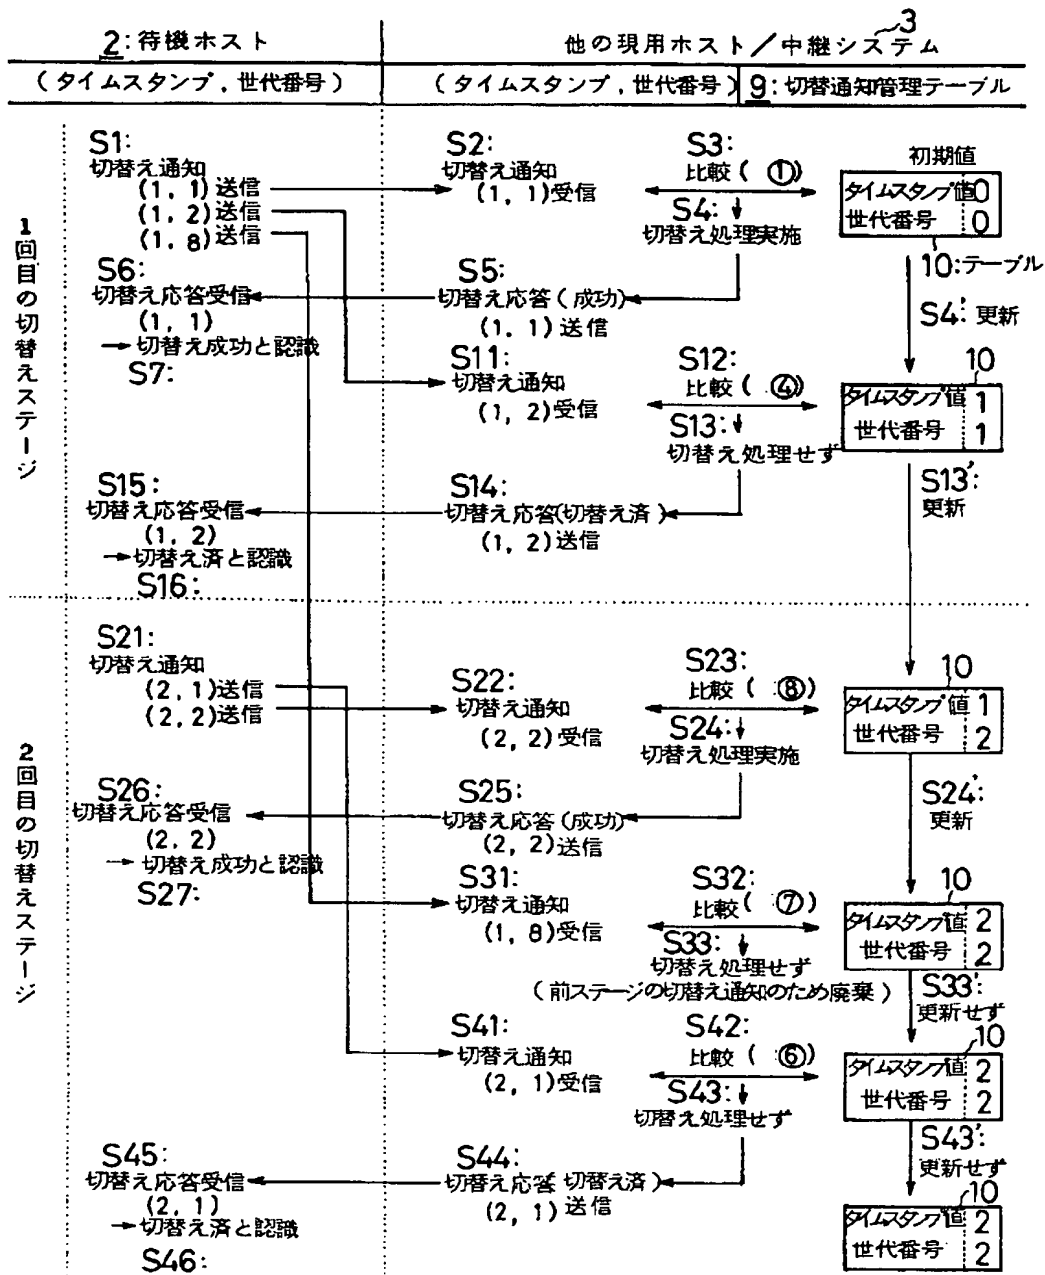 2:待機ホスト
3
他の現用ホスト/中継システム
(タイムスタンプ,世代番号)
(タイムスタンプ,世代番号)
9:切替通知管理テーブル
1回目の切替えステージ
S1:
切替え通知
(1, 1)送信
(1, 2)送信
(1, 8)送信
S2:
切替え通知
(1, 1)受信
S3:
比較( ①)
初期値
タイムスタンプ値 0
世代番号 0
10:テーブル
S4:
切替え処理実施
S4': 更新
S5:
切替え応答(成功)
(1, 1)送信
S6:
切替え応答受信
(1, 1)
→切替え成功と認識
S7:
S11:
切替え通知
(1, 2)受信
S12:
比較( ④)
10
タイムスタンプ値 1
世代番号 1
S13:
切替え処理せず
S13':
更新
S14:
切替え応答(切替え済)
(1, 2)送信
S15:
切替え応答受信
(1, 2)
→切替え済と認識
S16:
2回目の切替えステージ
S21:
切替え通知
(2, 1)送信
(2, 2)送信
S22:
切替え通知
(2, 2)受信
S23:
比較( ⑧)
10
タイムスタンプ値 1
世代番号 2
S24:
切替え処理実施
S24':
更新
S25:
切替え応答(成功)
(2, 2)送信
S26:
切替え応答受信
(2, 2)
→切替え成功と認識
S27:
S31:
切替え通知
(1, 8)受信
S32:
比較( ⑦)
10
タイムスタンプ値 2
世代番号 2
S33:
切替え処理せず
(前ステージの切替え通知のため廃棄)
S33':
更新せず
S41:
切替え通知
(2, 1)受信
S42:
比較( ⑥)
10
タイムスタンプ値 2
世代番号 2
S43:
切替え処理せず
S43':
更新せず
S44:
切替え応答(切替え済)
(2, 1)送信
S45:
切替え応答受信
(2, 1)
→切替え済と認識
S46:
10
タイムスタンプ値 2
世代番号 2